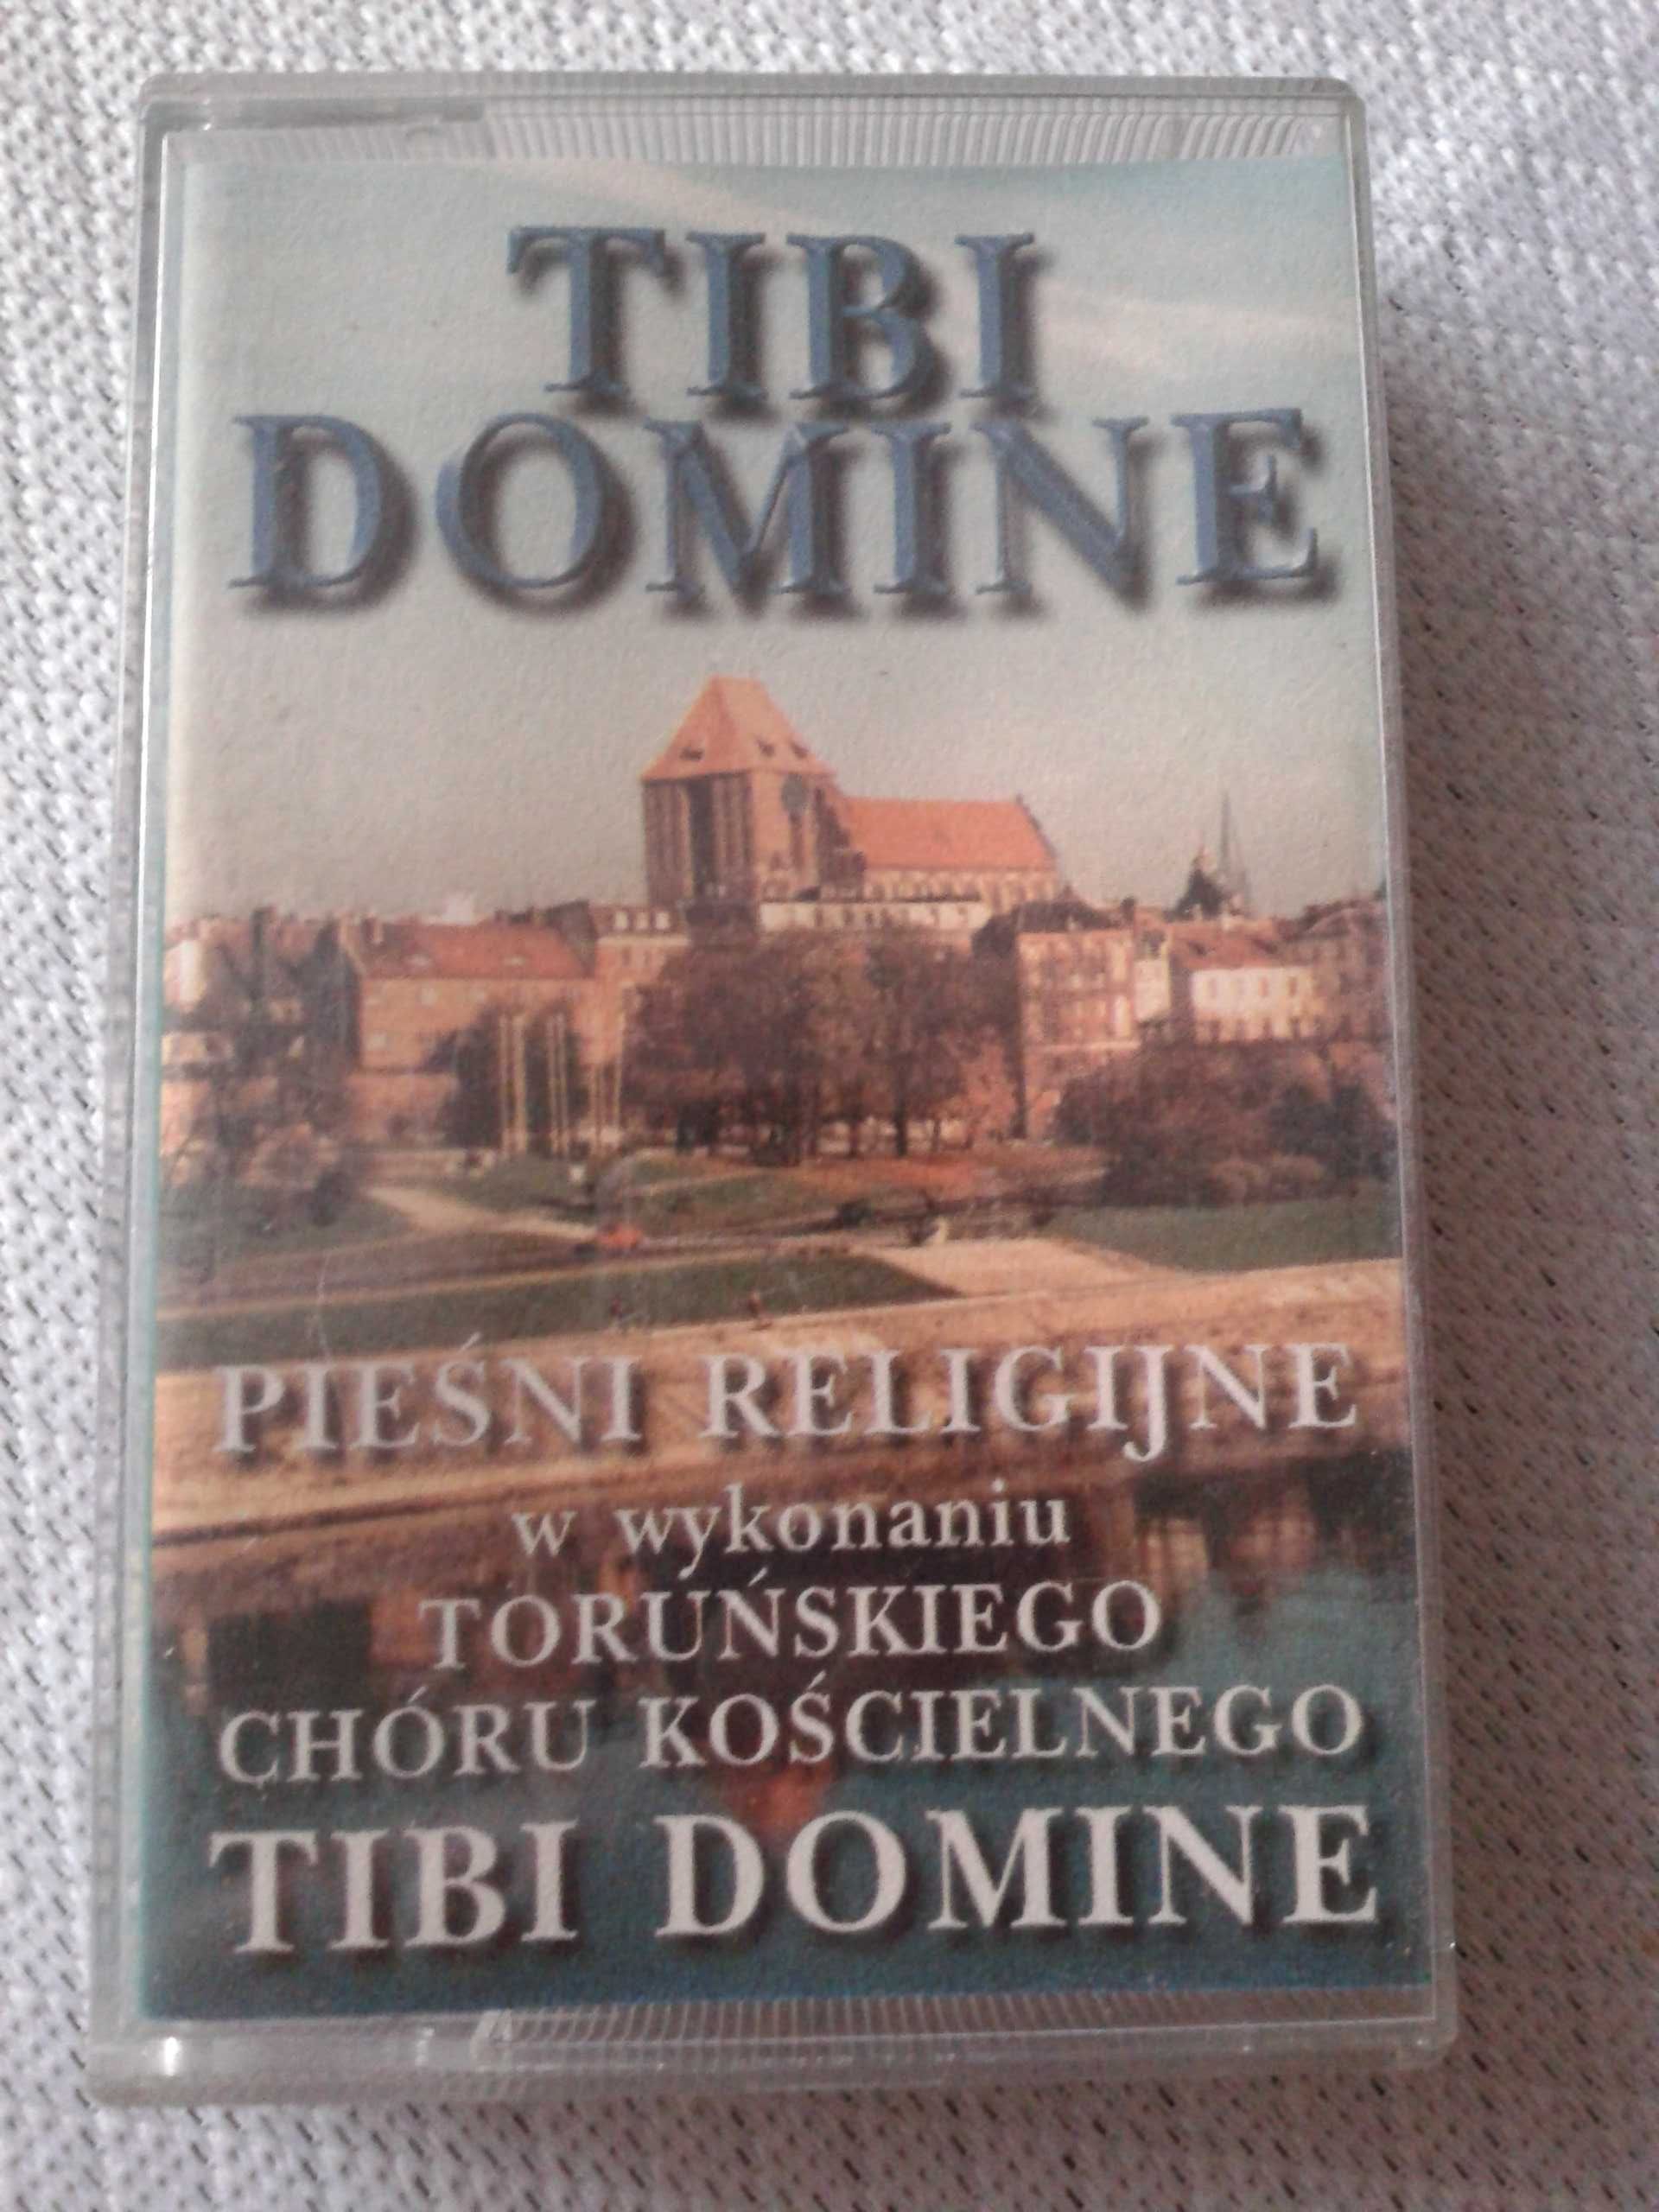 TIBI
DOMINE
PIEŚNI RELIGIJNE
w wykonaniu
TORUŃSKIEGO
CHÓRU KOŚCIELNEGO
TIBI DOMINE